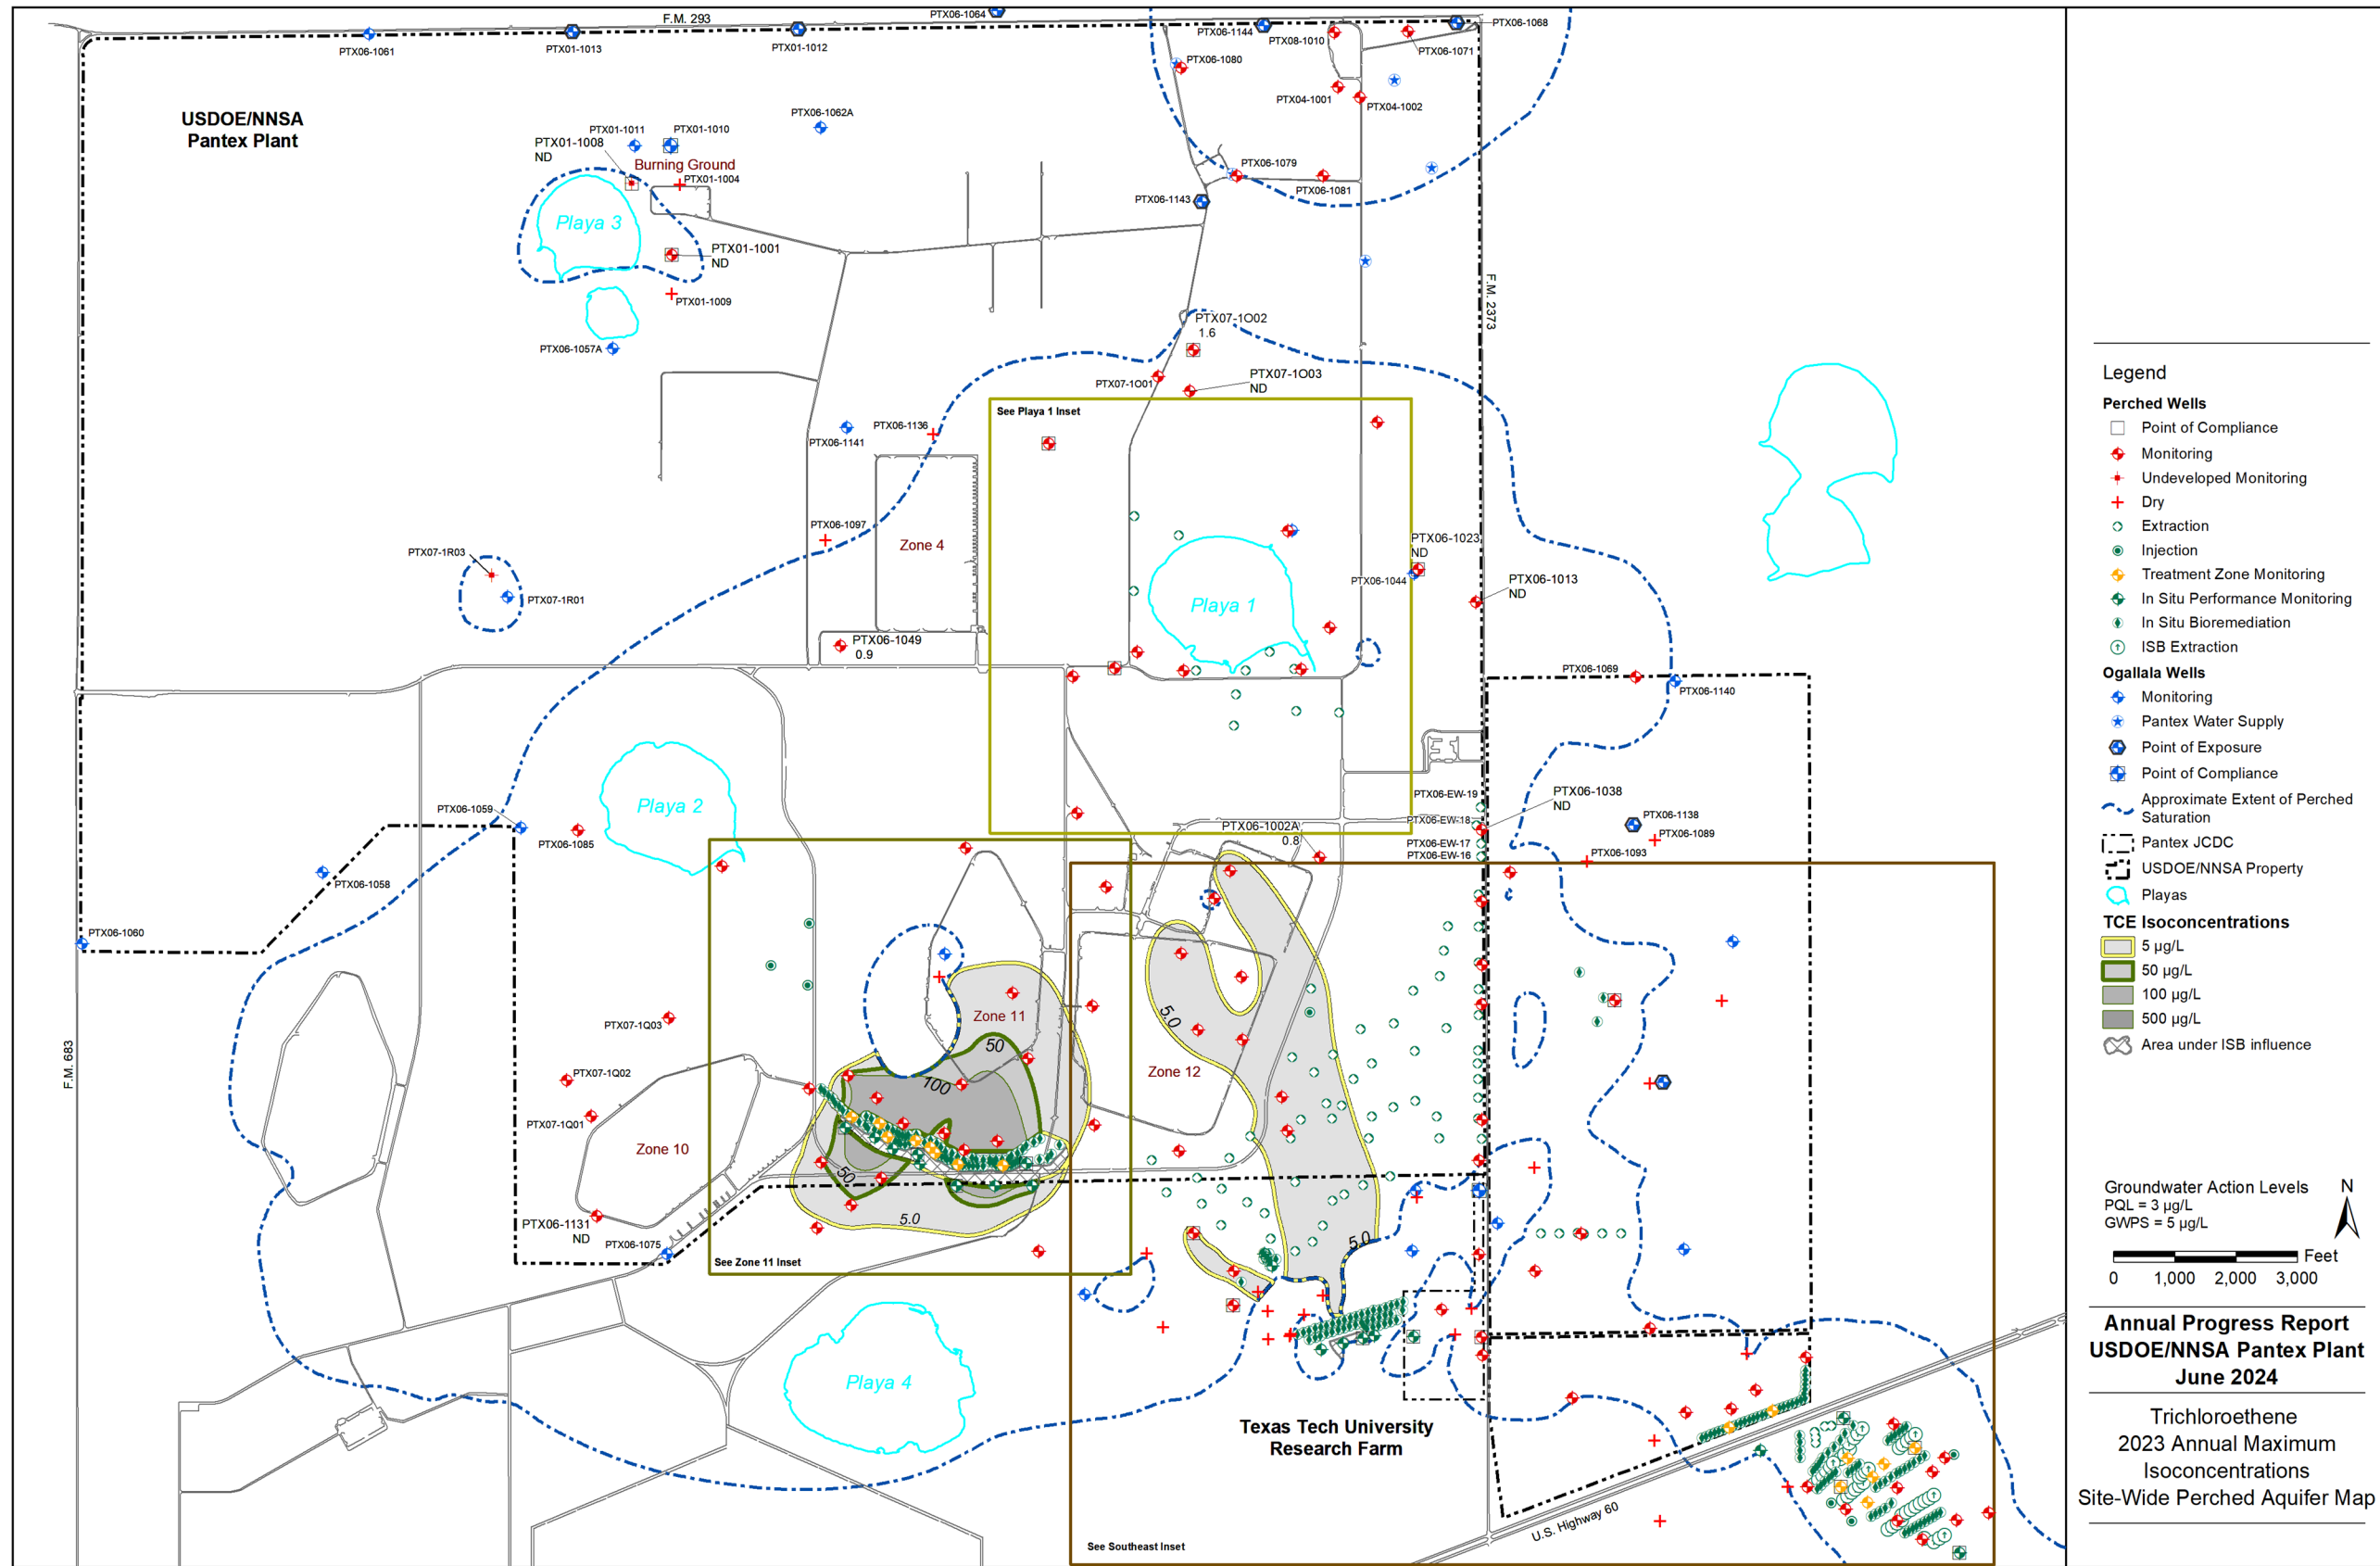 F.M. 293
PTX06-1064
PTX06-1061
PTX01-1013
PTX01-1012
PTX06-1144
PTX08-1010
PTX06-1068
PTX06-1071
PTX06-1080
PTX04-1001
PTX04-1002
USDOE/NNSA
Pantex Plant
PTX06-1062A
PTX01-1011
PTX01-1010
PTX01-1008
ND
Burning Ground
PTX01-1004
PTX06-1079
PTX06-1081
PTX06-1143
Playa 3
PTX01-1001
ND
PTX01-1009
F.M. 2373
PTX07-1O02
1.6
PTX06-1057A
PTX07-1O01
PTX07-1O03
ND
See Playa 1 Inset
PTX06-1136
PTX06-1141
PTX06-1097
Zone 4
PTX06-1023
ND
PTX07-1R03
PTX06-1044
PTX06-1013
ND
PTX07-1R01
Playa 1
PTX06-1049
0.9
PTX06-1069
PTX06-1140
Playa 2
PTX06-1059
PTX06-1085
PTX06-EW-19
PTX06-1038
ND
PTX06-EW-18
PTX06-1138
PTX06-1002A
0.8
PTX06-EW-17
PTX06-EW-16
PTX06-1089
PTX06-1093
PTX06-1058
PTX06-1060
Zone 11
5.0
PTX07-1Q03
50
F.M. 683
PTX07-1Q02
100
Zone 12
PTX07-1Q01
Zone 10
50
5.0
PTX06-1131
ND
PTX06-1075
5.0
See Zone 11 Inset
Playa 4
Texas Tech University
Research Farm
U.S. Highway 60
See Southeast Inset
Legend
Perched Wells
Point of Compliance
Monitoring
Undeveloped Monitoring
Dry
Extraction
Injection
Treatment Zone Monitoring
In Situ Performance Monitoring
In Situ Bioremediation
ISB Extraction
Ogallala Wells
Monitoring
Pantex Water Supply
Point of Exposure
Point of Compliance
Approximate Extent of Perched
Saturation
Pantex JCDC
USDOE/NNSA Property
Playas
TCE Isoconcentrations
5 µg/L
50 µg/L
100 µg/L
500 µg/L
Area under ISB influence
Groundwater Action Levels
PQL = 3 µg/L
GWPS = 5 µg/L
N
Feet
0 1,000 2,000 3,000
Annual Progress Report
USDOE/NNSA Pantex Plant
June 2024
Trichloroethene
2023 Annual Maximum
Isoconcentrations
Site-Wide Perched Aquifer Map